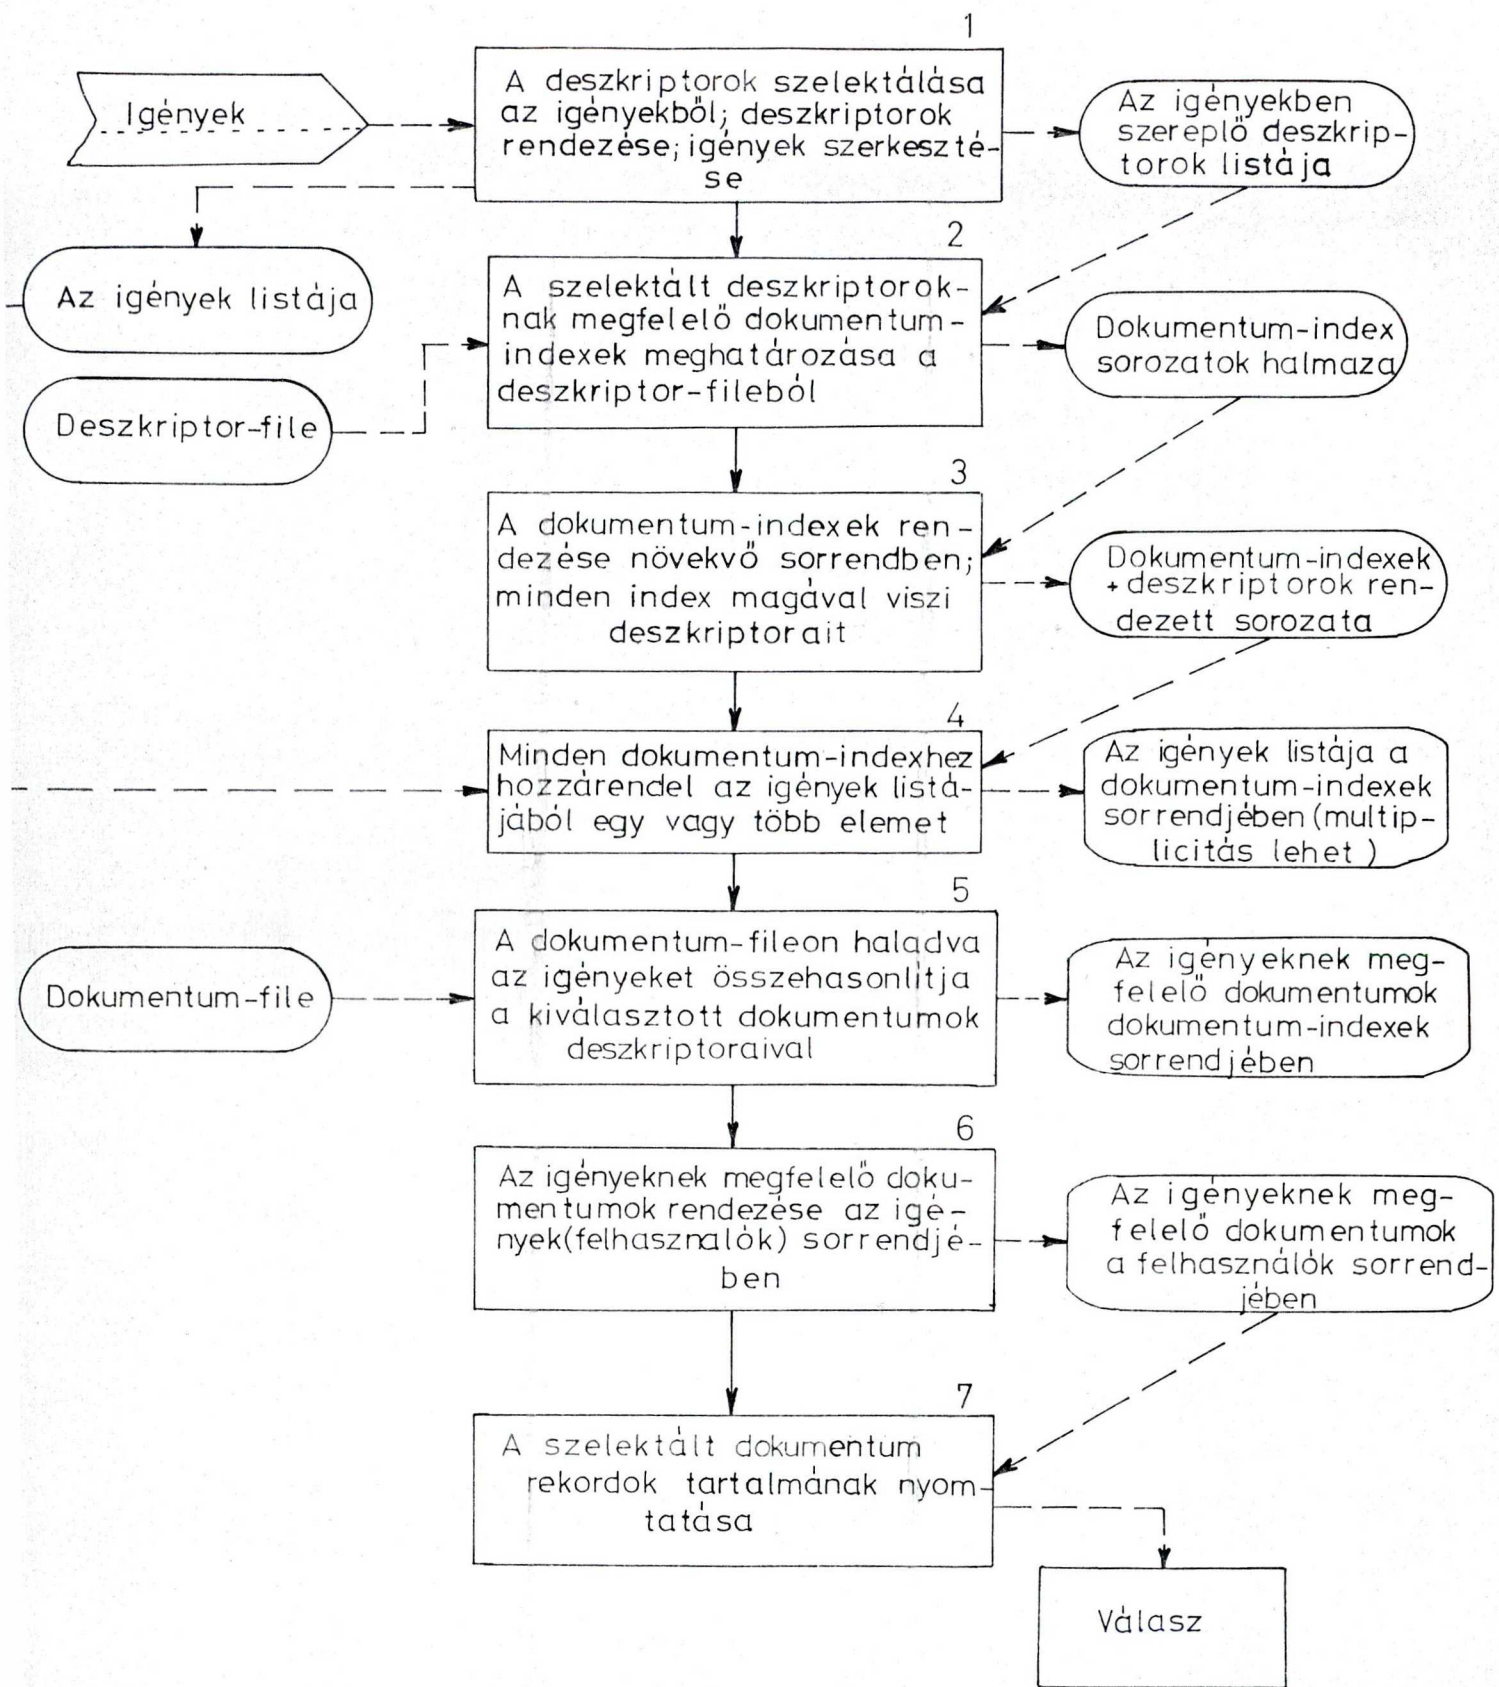 1
A deszkriptorok szelektálása
az igényekből; deszkriptorok
rendezése; igények szerkeszté-
se
Igények
Az igényekben
szereplő deszkrip-
torok listája
Az igények listája
2
A szelektált deszkriptorok-
nak megfelelő dokumentum-
indexek meghatározása a
deszkriptor-fileból
Dokumentum-index
sorozatok halmaza
Deszkriptor-file
3
A dokumentum-indexek ren-
dezése növekvő sorrendben;
minden index magával viszi
deszkriptorait
Dokumentum-indexek
+ deszkriptorok ren-
dezett sorozata
4
Minden dokumentum-indexhez
hozzárendel az igények listá-
jából egy vagy több elemet
Az igények listája a
dokumentum-indexek
sorrendjében (multip-
licitás lehet)
5
A dokumentum-fileon haladva
az igényeket összehasonlítja
a kiválasztott dokumentumok
deszkriptoraival
Dokumentum-file
Az igényeknek meg-
felelő dokumentumok
dokumentum-indexek
sorrendjében
6
Az igényeknek megfelelő doku-
mentumok rendezése az igé-
nyek (felhasználók) sorrendjé-
ben
Az igényeknek meg-
felelő dokumentumok
a felhasználók sorrend-
jében
7
A szelektált dokumentum
rekordok tartalmának nyom-
tatása
Válasz